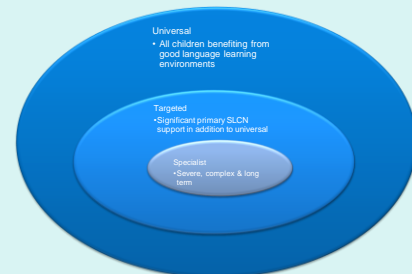 Universal
• All children benefiting from
good language learning
environments
Targeted
•Significant primary SLCN
support in addition to universal
Specialist
•Severe, complex & long
term